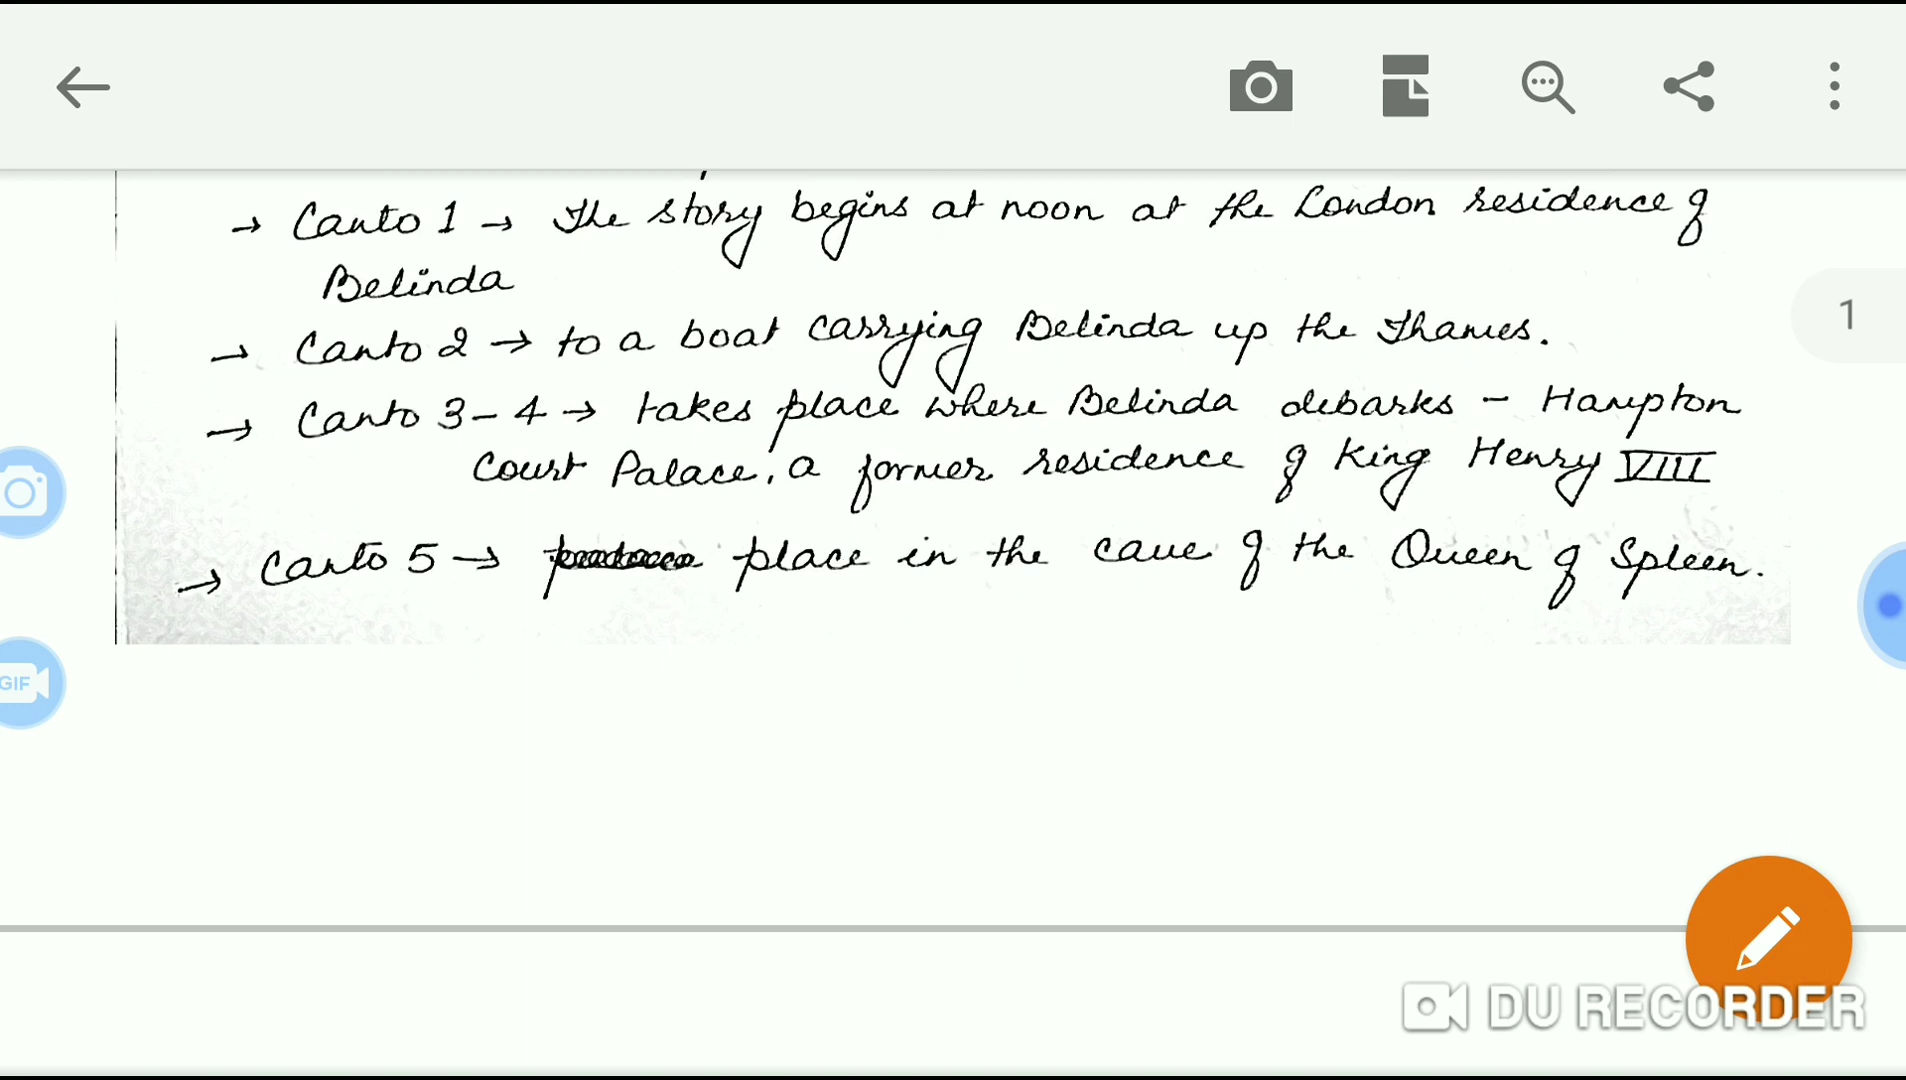 → Canto 1 → The story begins at noon at the London residence of
Belinda
1
→ Canto 2 → to a boat carrying Belinda up the Thames.
→ Canto 3-4 → takes place where Belinda debarks - Hampton
Court Palace, a former residence of King Henry VIII
→ Canto 5 → place in the cave of the Queen of Spleen.
GIF
DU RECORDER